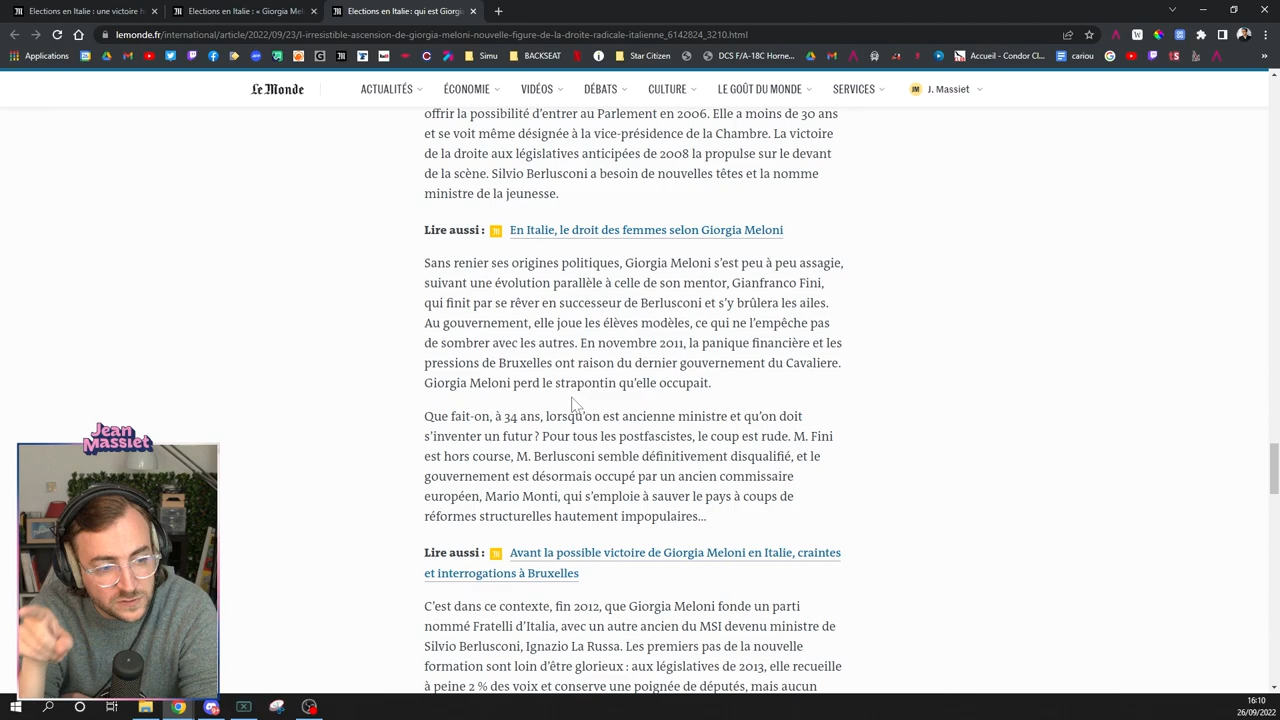 Elections en Italie : une victoire h
Elections en Italie : « Giorgia Mel
Elections en Italie : qui est Giorgia
lemonde.fr/international/article/2022/09/23/l-irresistible-ascension-de-giorgia-meloni-nouvelle-figure-de-la-droite-radicale-italienne_6142824_3210.html
Applications
Simu
BACKSEAT
Star Citizen
DCS F/A-18C Horne...
Accueil - Condor Cl...
cariou
Le Monde
ACTUALITÉS
ÉCONOMIE
VIDÉOS
DÉBATS
CULTURE
LE GOÛT DU MONDE
SERVICES
JM
J. Massiet
offrir la possibilité d’entrer au Parlement en 2006. Elle a moins de 30 ans
et se voit même désignée à la vice-présidence de la Chambre. La victoire
de la droite aux législatives anticipées de 2008 la propulse sur le devant
de la scène. Silvio Berlusconi a besoin de nouvelles têtes et la nomme
ministre de la jeunesse.
Lire aussi : En Italie, le droit des femmes selon Giorgia Meloni
Sans renier ses origines politiques, Giorgia Meloni s’est peu à peu assagie,
suivant une évolution parallèle à celle de son mentor, Gianfranco Fini,
qui finit par se rêver en successeur de Berlusconi et s’y brûlera les ailes.
Au gouvernement, elle joue les élèves modèles, ce qui ne l’empêche pas
de sombrer avec les autres. En novembre 2011, la panique financière et les
pressions de Bruxelles ont raison du dernier gouvernement du Cavaliere.
Giorgia Meloni perd le strapontin qu’elle occupait.
Que fait-on, à 34 ans, lorsqu’on est ancienne ministre et qu’on doit
s’inventer un futur ? Pour tous les postfascistes, le coup est rude. M. Fini
est hors course, M. Berlusconi semble définitivement disqualifié, et le
gouvernement est désormais occupé par un ancien commissaire
européen, Mario Monti, qui s’emploie à sauver le pays à coups de
réformes structurelles hautement impopulaires…
Lire aussi : Avant la possible victoire de Giorgia Meloni en Italie, craintes
et interrogations à Bruxelles
C’est dans ce contexte, fin 2012, que Giorgia Meloni fonde un parti
nommé Fratelli d’Italia, avec un autre ancien du MSI devenu ministre de
Silvio Berlusconi, Ignazio La Russa. Les premiers pas de la nouvelle
formation sont loin d’être glorieux : aux législatives de 2013, elle recueille
à peine 2 % des voix et conserve une poignée de députés, mais aucun
Jean
Massiet
16:10
26/09/2022